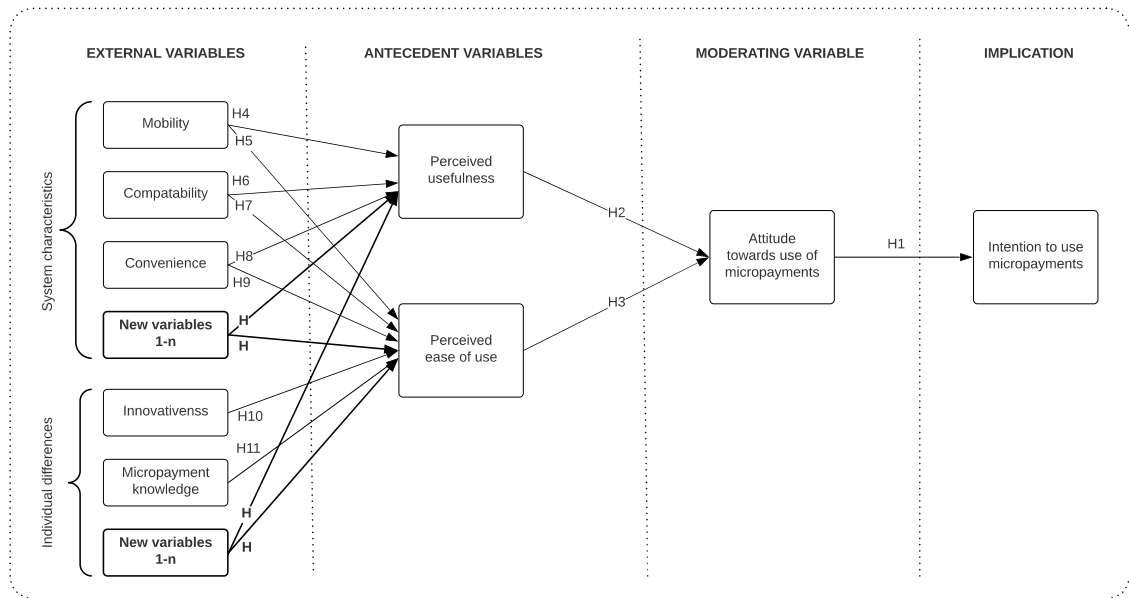 EXTERNAL VARIABLES
ANTECEDENT VARIABLES
MODERATING VARIABLE
IMPLICATION
System characteristics
Mobility
H4
H5
Compatability
H6
H7
Convenience
H8
H9
New variables
1-n
H
H
Individual differences
Innovativenss
H10
Micropayment
knowledge
H11
New variables
1-n
H
H
Perceived
usefulness
Perceived
ease of use
H2
H3
Attitude
towards use of
micropayments
H1
Intention to use
micropayments